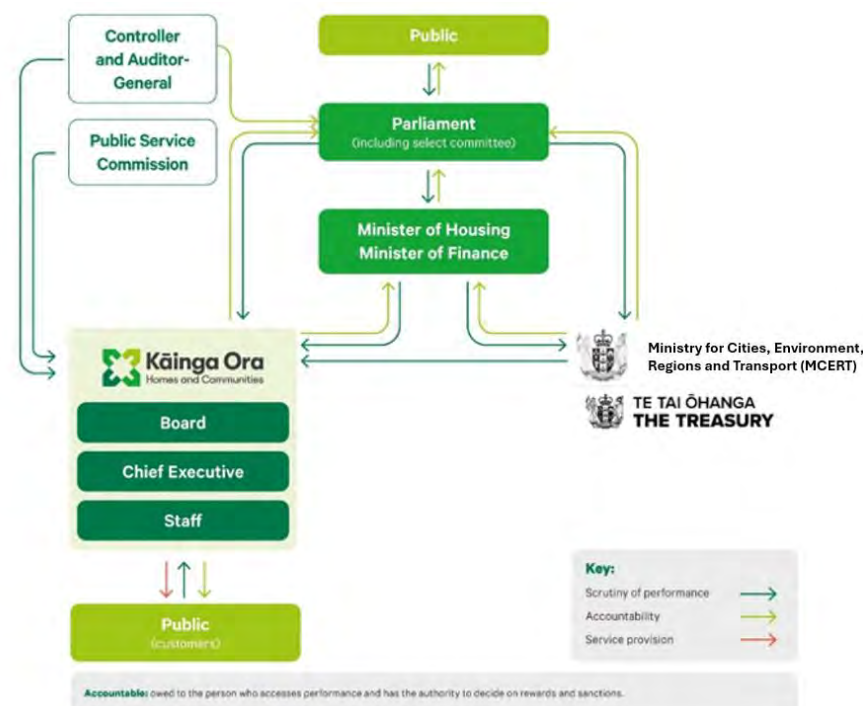 Controller
and Auditor-
General
Public
Public Service
Commission
Parliament
(including select committee)
Minister of Housing
Minister of Finance
Kāinga Ora
Homes and Communities
Board
Chief Executive
Staff
Ministry for Cities, Environment,
Regions and Transport (MCERT)
TE TAI ŌHANGA
THE TREASURY
Public
(customers)
Key:
Scrutiny of performance
Accountability
Service provision
Accountable: owed to the person who accesses performance and has the authority to decide on rewards and sanctions.